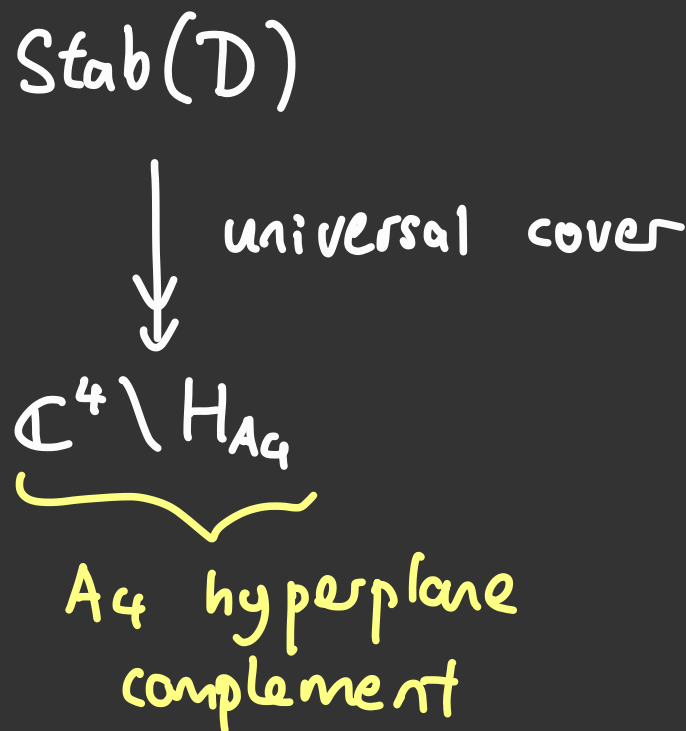 Stab(D)
universal cover
ℂ⁴ \ H_A₄
A₄ hyperplane
complement